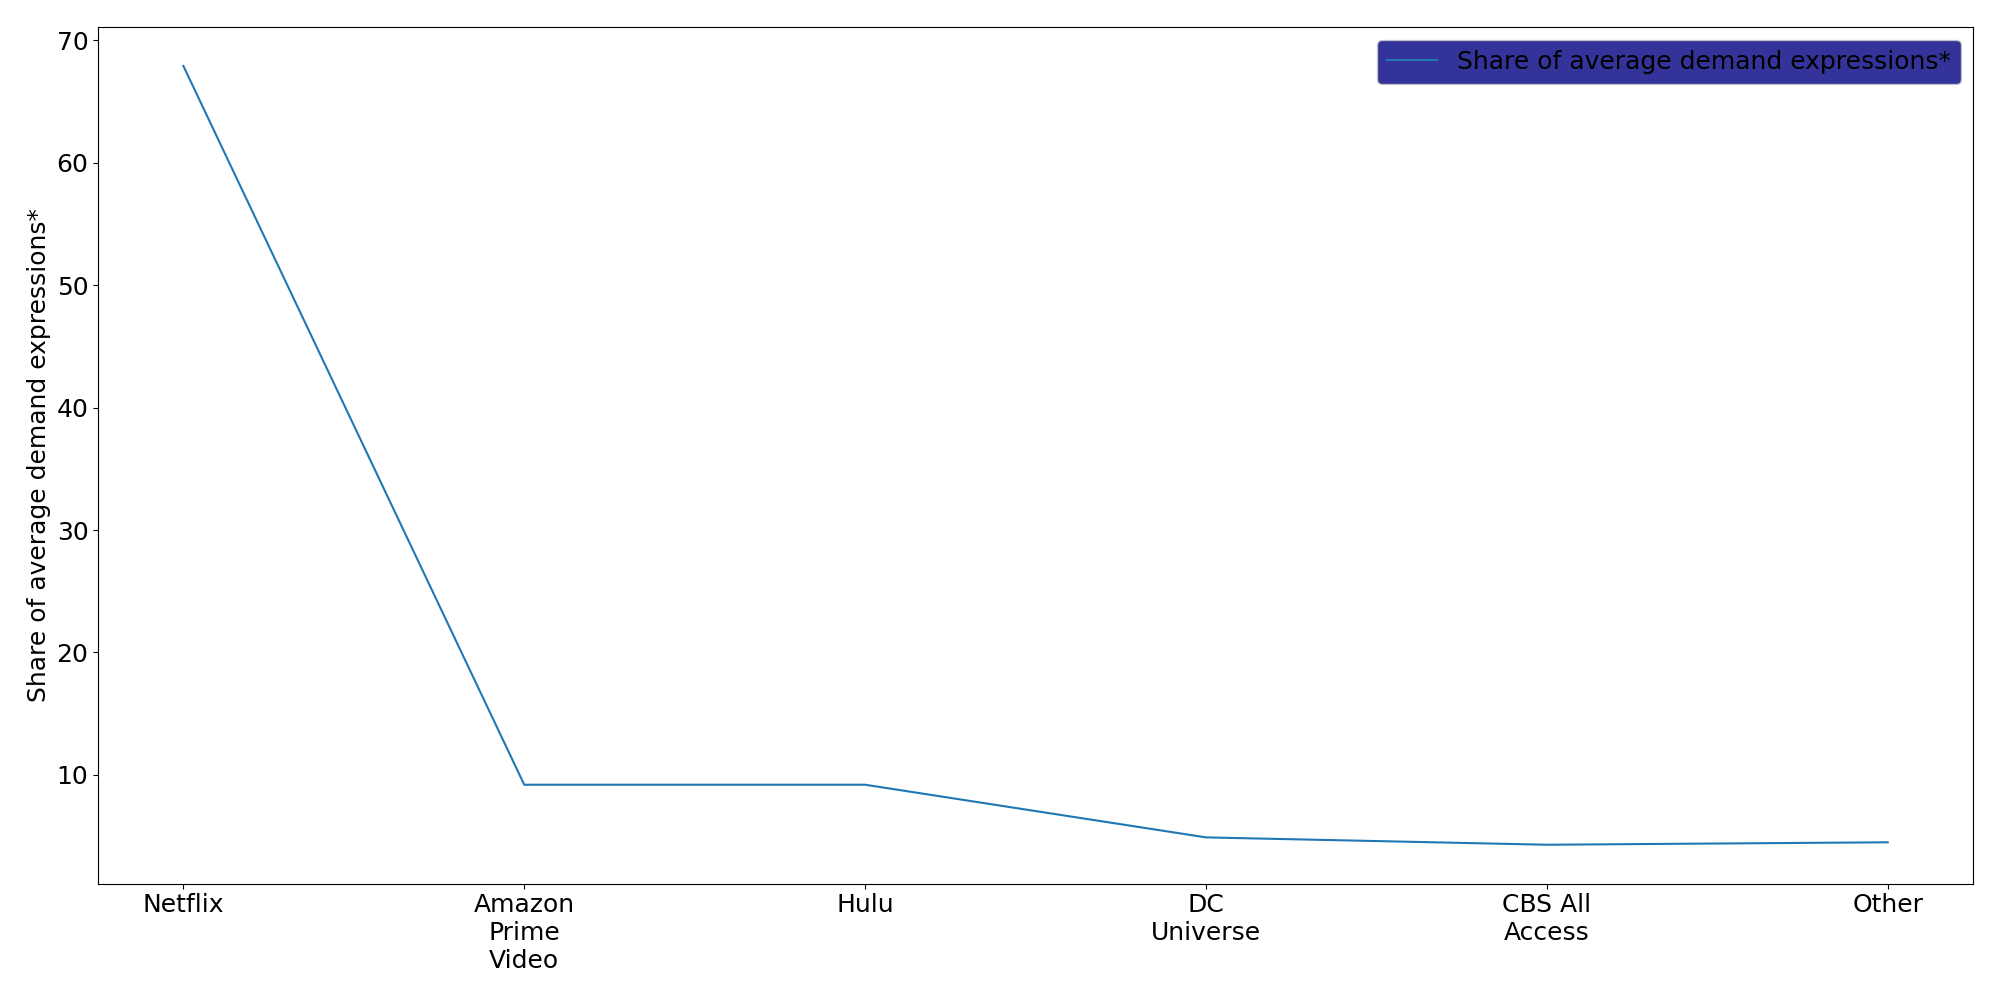 Share of average demand expressions*
Share of average demand expressions*
70
60
50
40
30
20
10
Netflix
Amazon
Prime
Video
Hulu
DC
Universe
CBS All
Access
Other